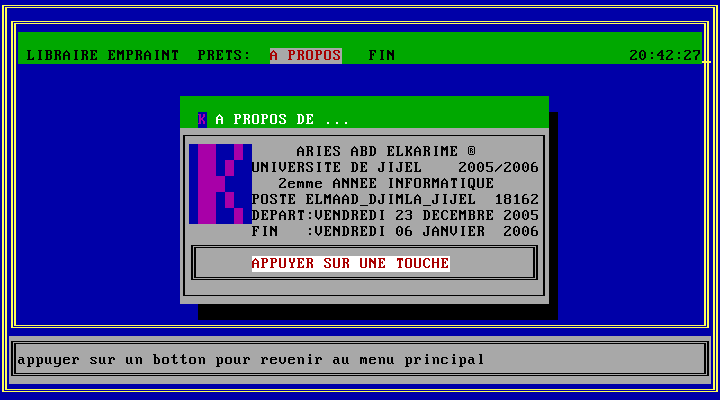 LIBRAIRE EMPRAINT PRETS: A PROPOS FIN 20:42:27
K A PROPOS DE ...
ARIES ABD ELKARIME ®
UNIVERSITE DE JIJEL 2005/2006
2emme ANNEE INFORMATIQUE
POSTE ELMAAD_DJIMLA_JIJEL 18162
DEPART:VENDREDI 23 DECEMBRE 2005
FIN :VENDREDI 06 JANVIER 2006
APPUYER SUR UNE TOUCHE
appuyer sur un botton pour revenir au menu principal